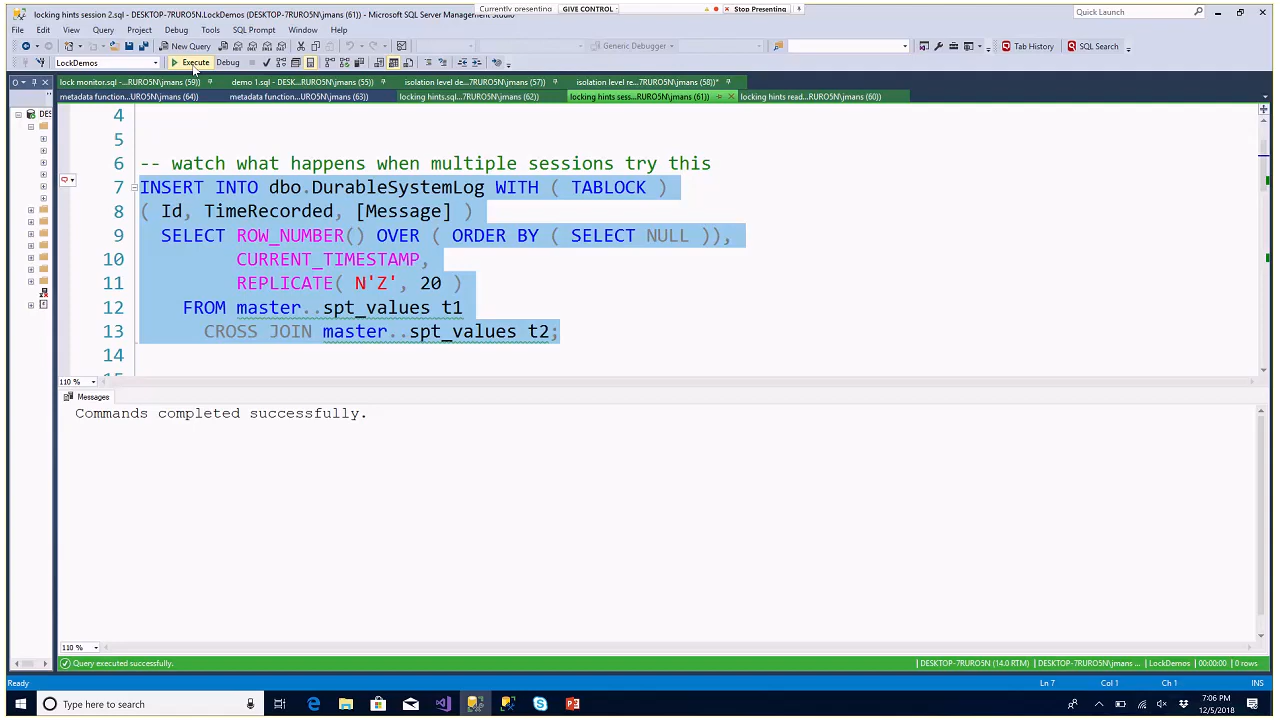 locking hints session 2.sql - DESKTOP-7RURO5N.LockDemos (DESKTOP-7RURO5N\jmans (61)) - Microsoft SQL Server Management Studio
Currently presenting GIVE CONTROL Stop Presenting
Quick Launch
File Edit View Query Project Debug Tools SQL Prompt Window Help
New Query Generic Debugger Tab History SQL Search
LockDemos Execute Debug
lock monitor.sql -...RURO5N\jmans (59)) demo 1.sql - DESK...RURO5N\jmans (55)) isolation level de...RURO5N\jmans (57)) isolation level re...RURO5N\jmans (58))*
metadata function...URO5N\jmans (64)) metadata function...URO5N\jmans (63)) locking hints.sql...7RURO5N\jmans (62)) locking hints sess...RURO5N\jmans (61)) locking hints read...RURO5N\jmans (60))
DES
4
5
6 -- watch what happens when multiple sessions try this
7 INSERT INTO dbo.DurableSystemLog WITH ( TABLOCK )
8 ( Id, TimeRecorded, [Message] )
9 SELECT ROW_NUMBER() OVER ( ORDER BY ( SELECT NULL )),
10 CURRENT_TIMESTAMP,
11 REPLICATE( N'Z', 20 )
12 FROM master..spt_values t1
13 CROSS JOIN master..spt_values t2;
14
110 %
Messages
Commands completed successfully.
110 %
Query executed successfully. DESKTOP-7RURO5N (14.0 RTM) DESKTOP-7RURO5N\jmans ... LockDemos 00:00:00 0 rows
Ready Ln 7 Col 1 Ch 1 INS
Type here to search
7:06 PM
12/5/2018